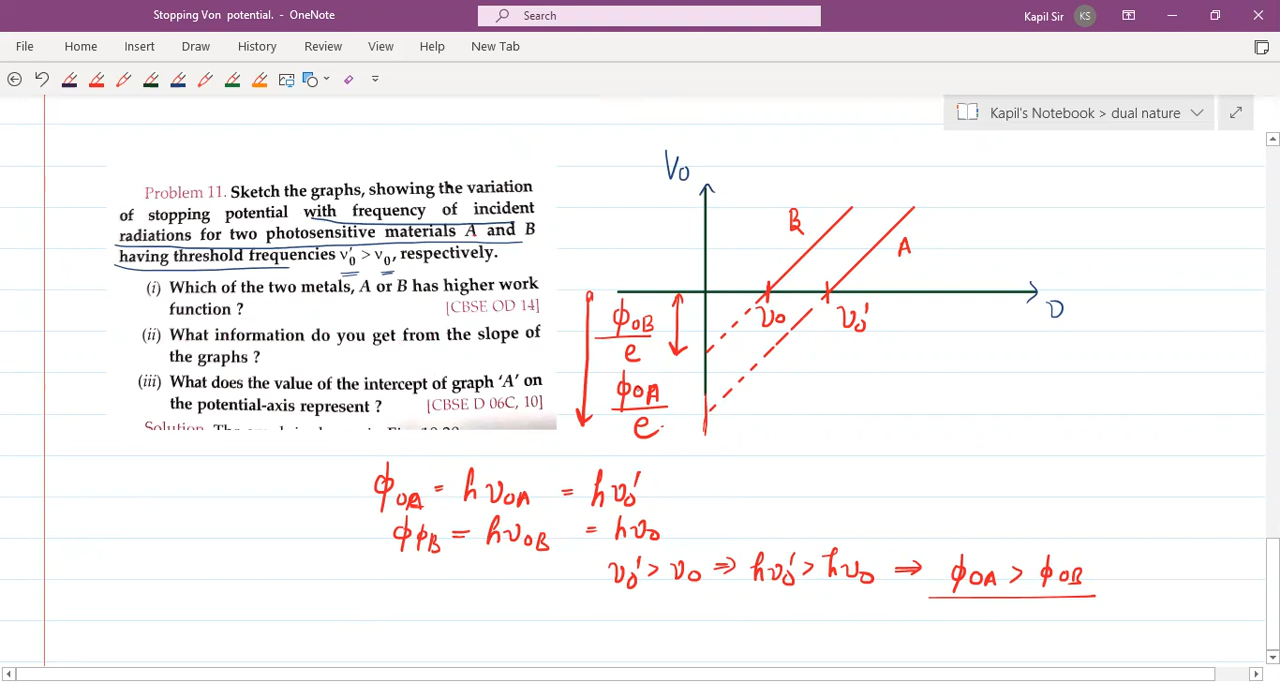 Stopping Von potential. - OneNote
Search
Kapil Sir KS
File Home Insert Draw History Review View Help New Tab
Kapil's Notebook > dual nature
Problem 11. Sketch the graphs, showing the variation
of stopping potential with frequency of incident
radiations for two photosensitive materials A and B
having threshold frequencies ν₀′ > ν₀, respectively.
(i) Which of the two metals, A or B has higher work
function ? [CBSE OD 14]
(ii) What information do you get from the slope of
the graphs ?
(iii) What does the value of the intercept of graph 'A' on
the potential-axis represent ? [CBSE D 06C, 10]
V₀
B
A
ν₀ ν₀′
ν
ϕ₀B
e
ϕ₀A
e
ϕ₀A = hν₀A = hν₀′
ϕϕB = hν₀B = hν₀
ν₀′ > ν₀ ⇒ hν₀′ > hν₀ ⇒ ϕ₀A > ϕ₀B